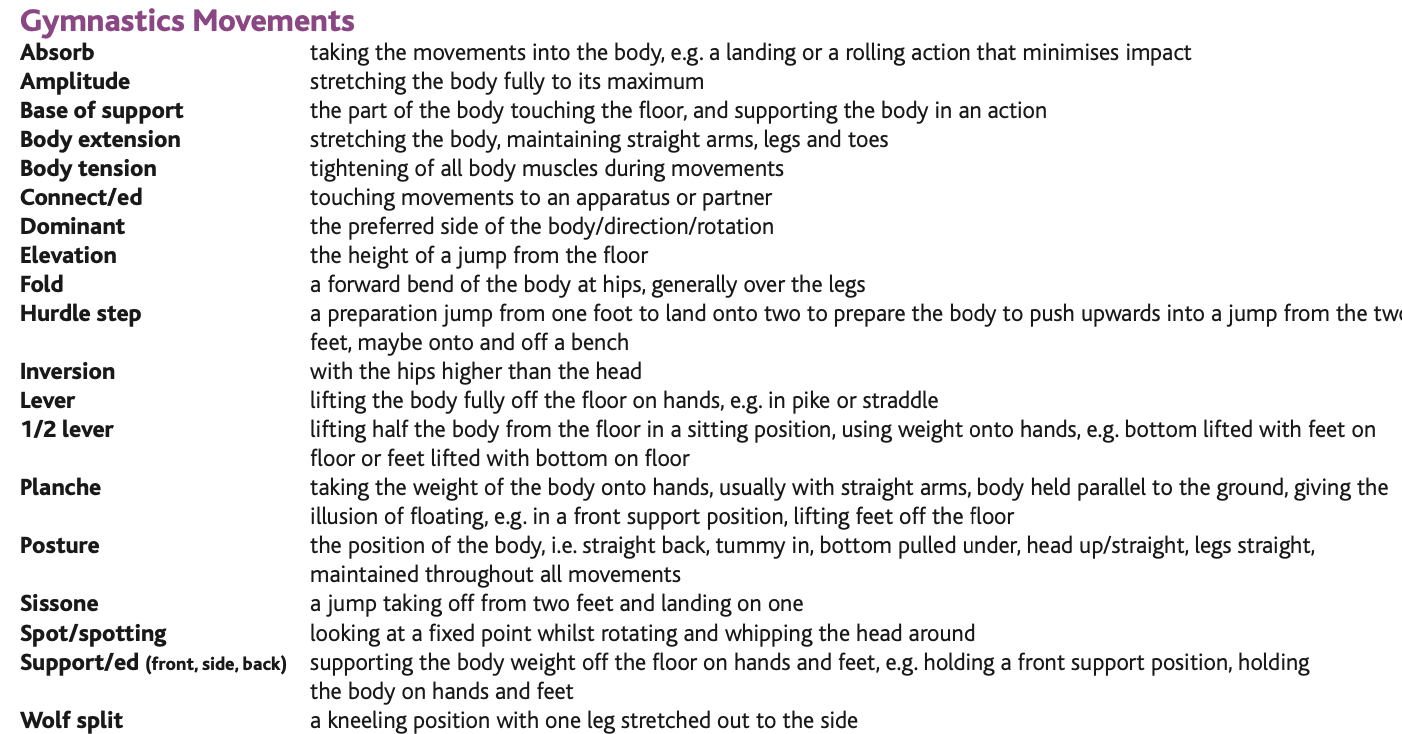 Gymnastics Movements
Absorb taking the movements into the body, e.g. a landing or a rolling action that minimises impact
Amplitude stretching the body fully to its maximum
Base of support the part of the body touching the floor, and supporting the body in an action
Body extension stretching the body, maintaining straight arms, legs and toes
Body tension tightening of all body muscles during movements
Connect/ed touching movements to an apparatus or partner
Dominant the preferred side of the body/direction/rotation
Elevation the height of a jump from the floor
Fold a forward bend of the body at hips, generally over the legs
Hurdle step a preparation jump from one foot to land onto two to prepare the body to push upwards into a jump from the
feet, maybe onto and off a bench
Inversion with the hips higher than the head
Lever lifting the body fully off the floor on hands, e.g. in pike or straddle
1/2 lever lifting half the body from the floor in a sitting position, using weight onto hands, e.g. bottom lifted with feet on
floor or feet lifted with bottom on floor
Planche taking the weight of the body onto hands, usually with straight arms, body held parallel to the ground, giving the
illusion of floating, e.g. in a front support position, lifting feet off the floor
Posture the position of the body, i.e. straight back, tummy in, bottom pulled under, head up/straight, legs straight,
maintained throughout all movements
Sissone a jump taking off from two feet and landing on one
Spot/spotting looking at a fixed point whilst rotating and whipping the head around
Support/ed (front, side, back) supporting the body weight off the floor on hands and feet, e.g. holding a front support position, holding
the body on hands and feet
Wolf split a kneeling position with one leg stretched out to the side